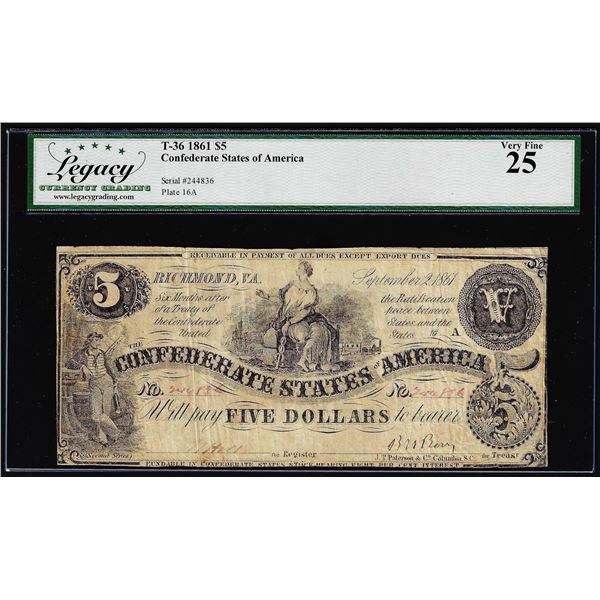 Legacy
CURRENCY GRADING
www.legacygrading.com
T-36 1861 $5
Confederate States of America
Serial #244836
Plate 16A
Very Fine
25
RECEIVABLE IN PAYMENT OF ALL DUES EXCEPT EXPORT DUES
5
RICHMOND, VA.
September 2, 1861
V
Six Months after
the Ratification
of a Treaty of
peace between
the Confederate
States and the
United
States
16 A
THE
CONFEDERATE STATES OF AMERICA
No. 244836
No. 244836
Will pay FIVE DOLLARS to bearer
5
for Register
J. T. Paterson & Co. Columbia S.C.
for Treasr
(Second Series)
FUNDABLE IN CONFEDERATE STATES STOCK BEARING EIGHT PER CENT INTEREST